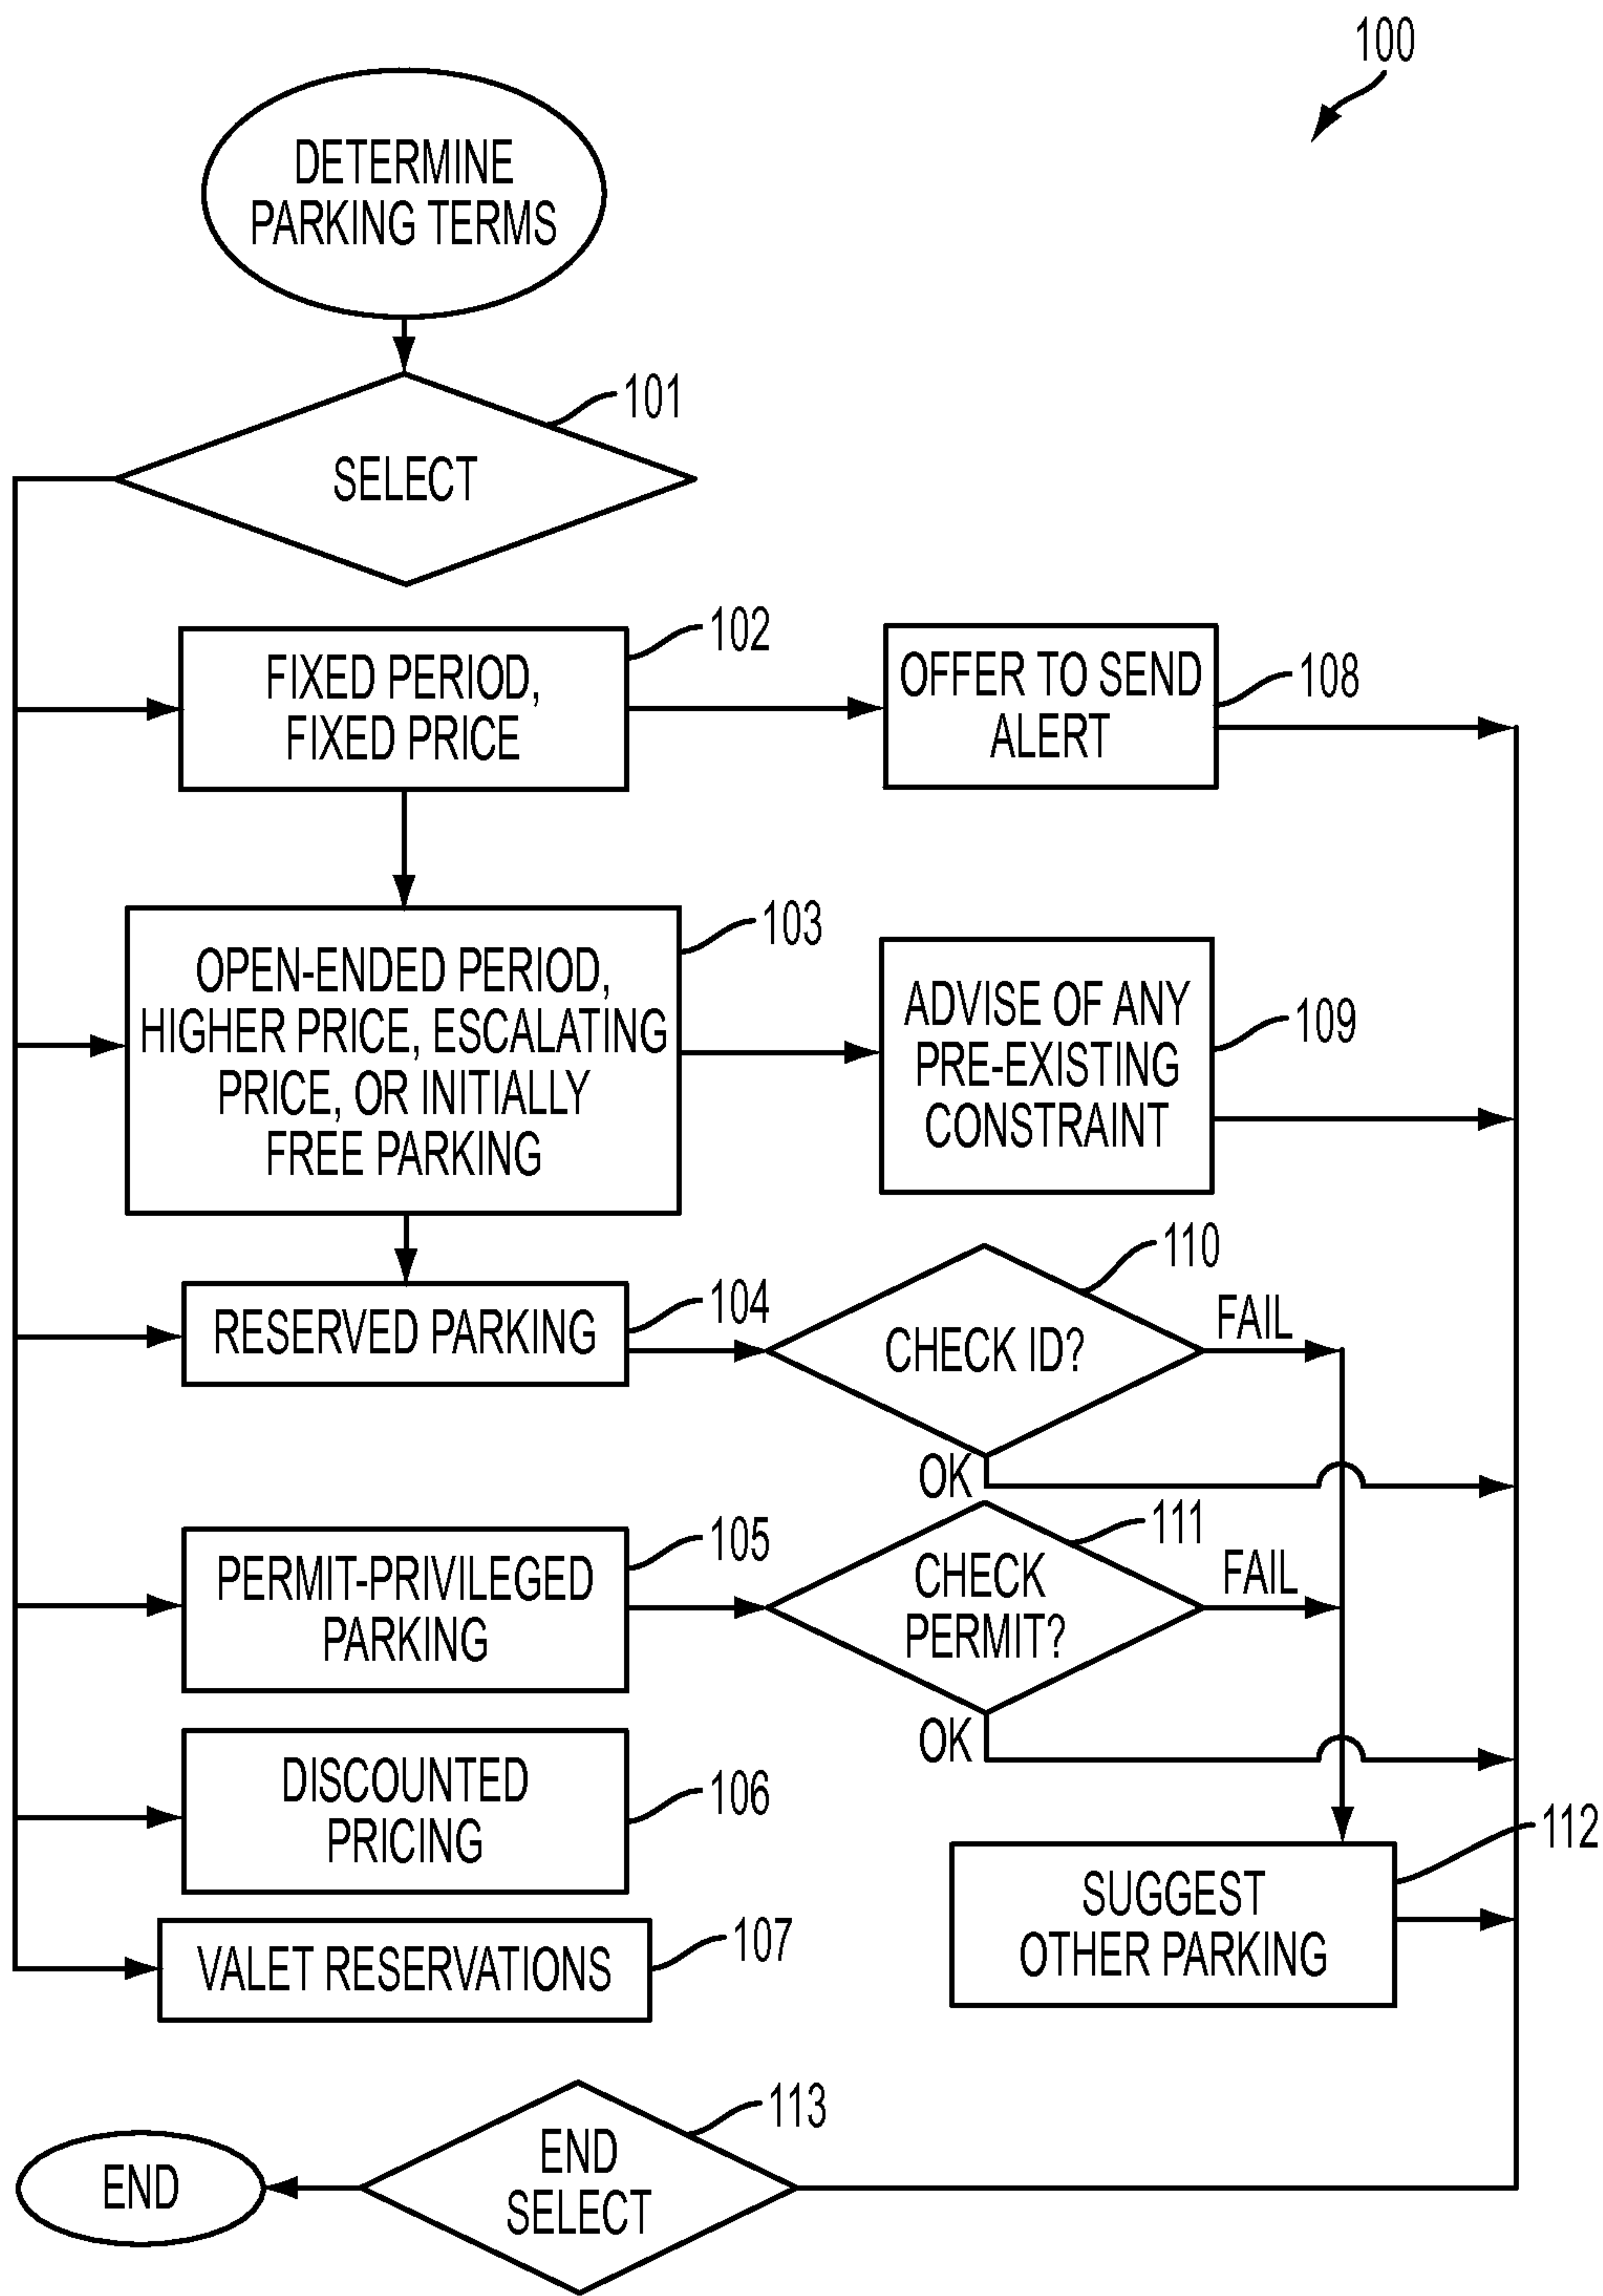 100
DETERMINE
PARKING TERMS
101
SELECT
102
FIXED PERIOD,
FIXED PRICE
OFFER TO SEND
ALERT
108
103
OPEN-ENDED PERIOD,
HIGHER PRICE, ESCALATING
PRICE, OR INITIALLY
FREE PARKING
ADVISE OF ANY
PRE-EXISTING
CONSTRAINT
109
RESERVED PARKING
104
110
CHECK ID?
FAIL
OK
PERMIT-PRIVILEGED
PARKING
105
111
CHECK
PERMIT?
FAIL
OK
DISCOUNTED
PRICING
106
112
SUGGEST
OTHER PARKING
VALET RESERVATIONS
107
113
END
SELECT
END